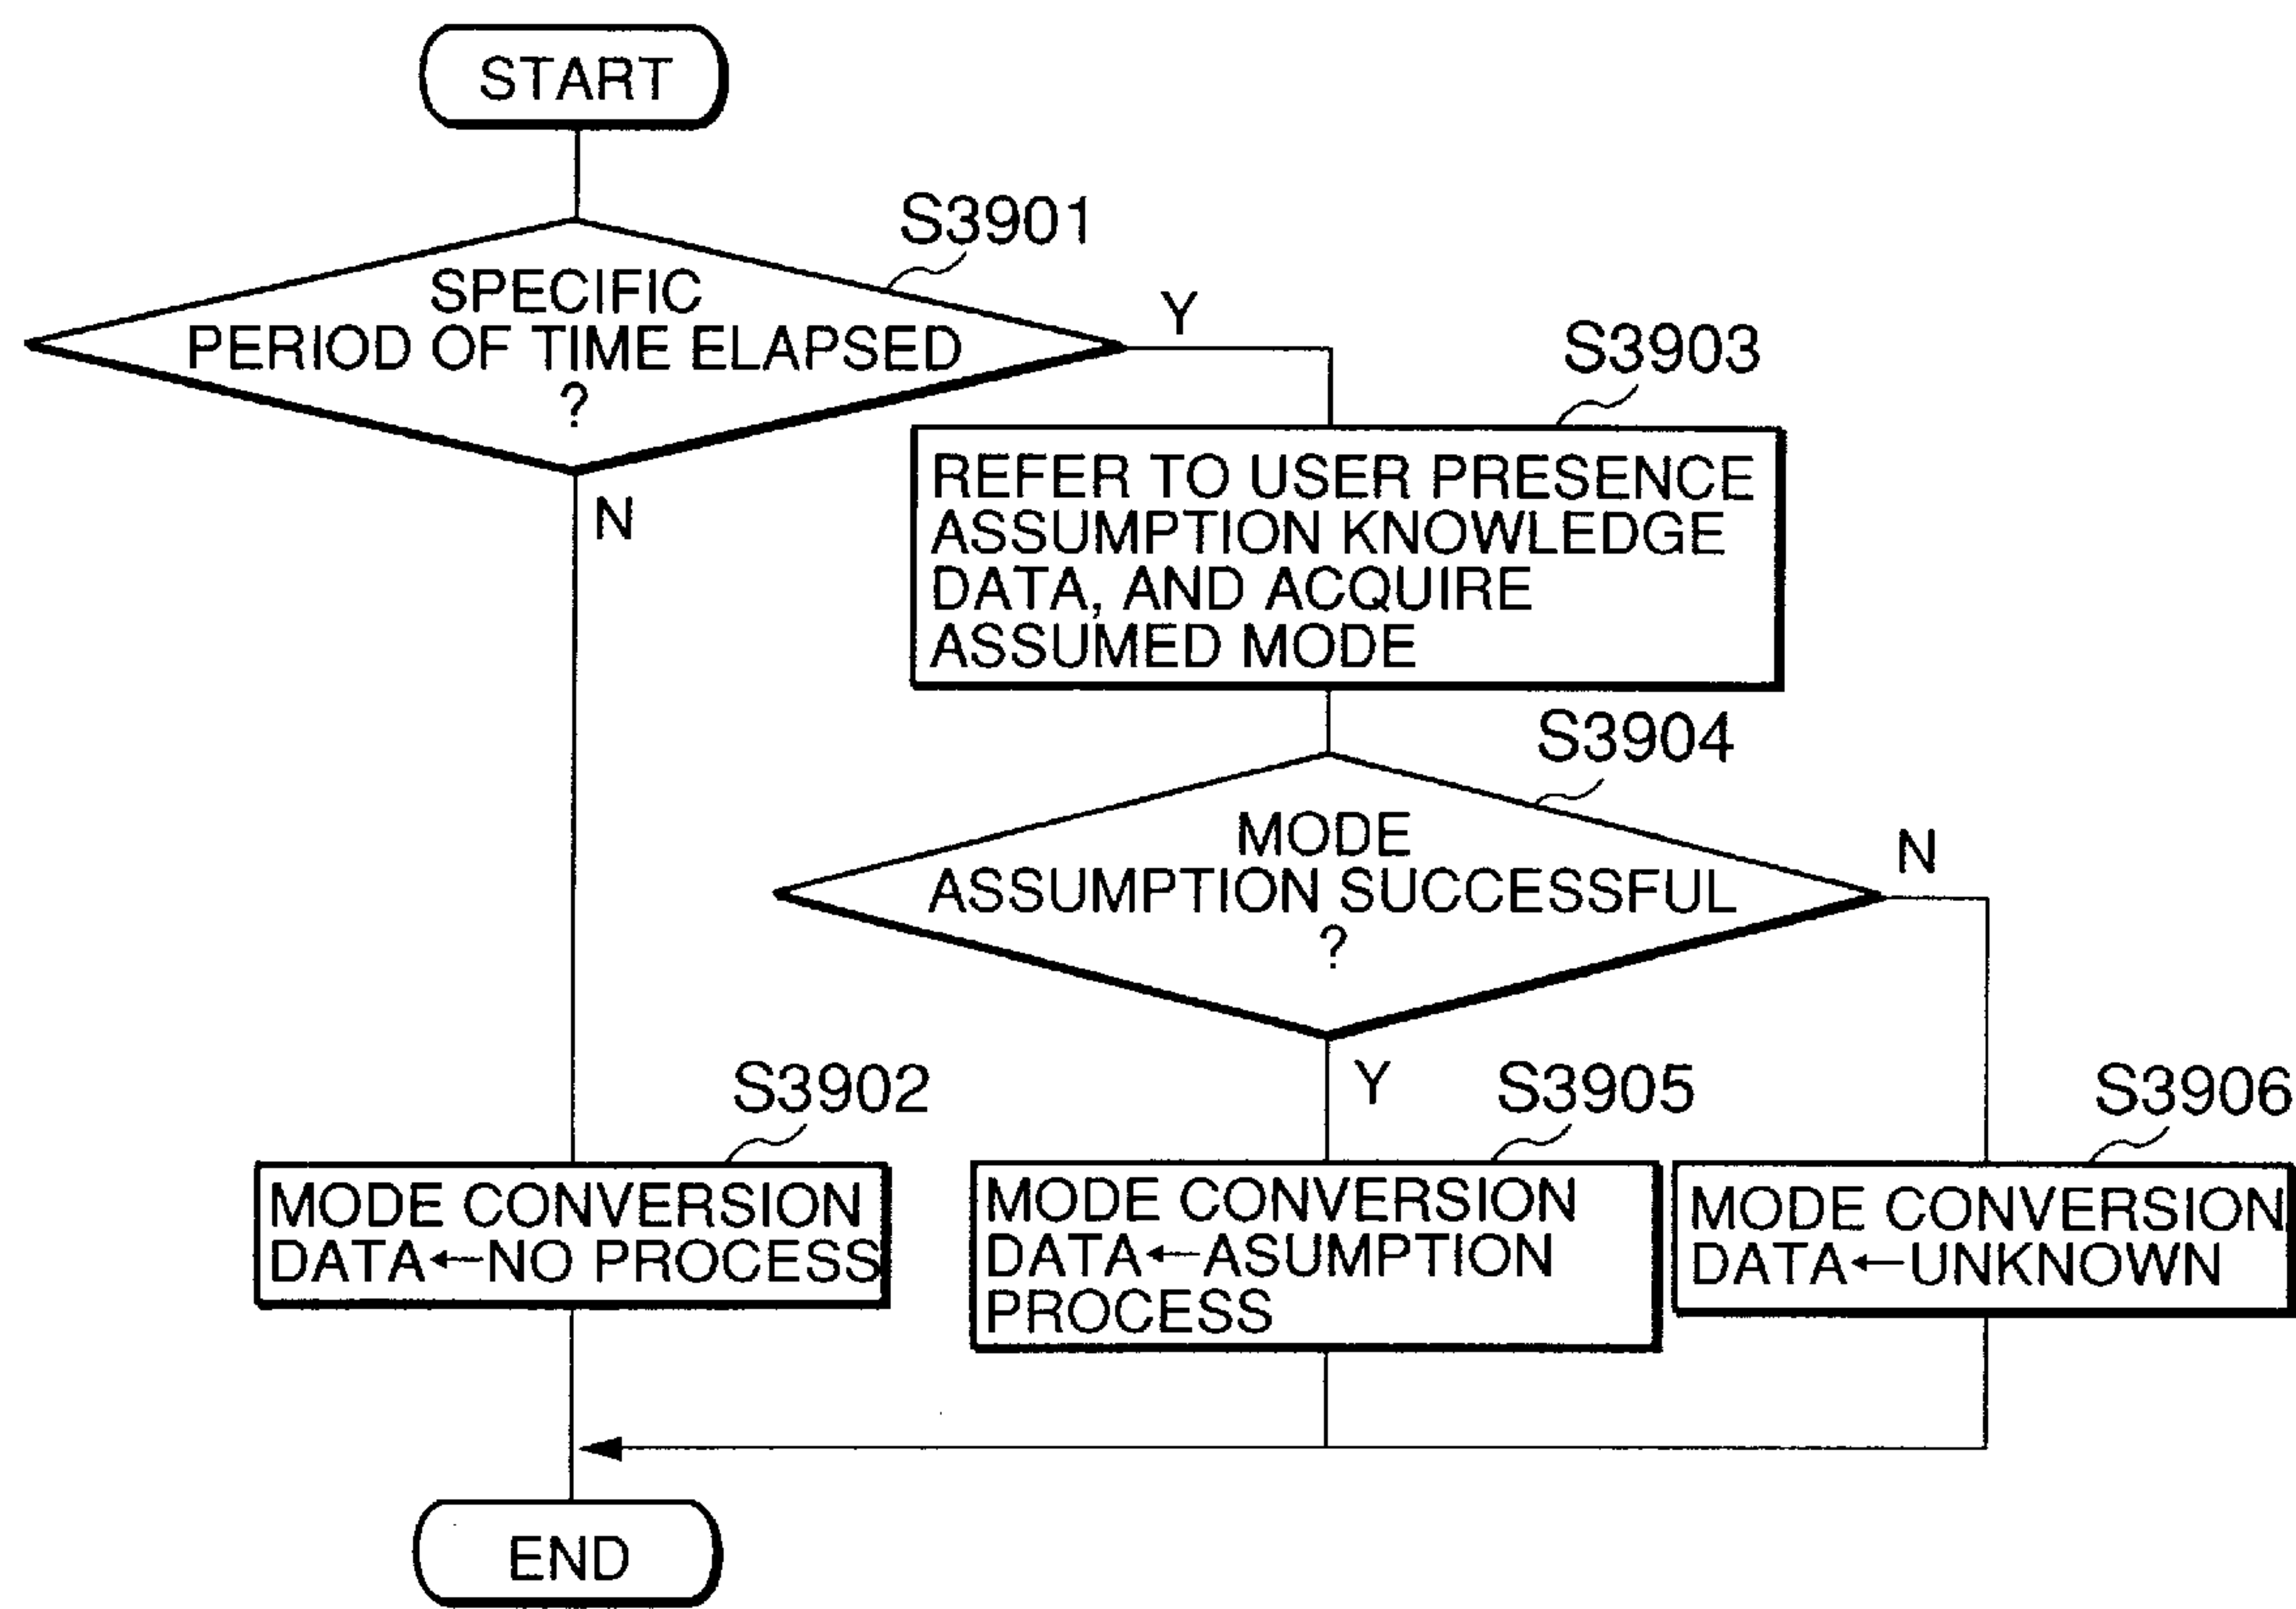 START
S3901
SPECIFIC
PERIOD OF TIME ELAPSED
?
Y
N
S3903
REFER TO USER PRESENCE
ASSUMPTION KNOWLEDGE
DATA, AND ACQUIRE
ASSUMED MODE
S3904
MODE
ASSUMPTION SUCCESSFUL
?
N
Y
S3902
MODE CONVERSION
DATA←NO PROCESS
S3905
MODE CONVERSION
DATA←ASUMPTION
PROCESS
S3906
MODE CONVERSION
DATA←UNKNOWN
END